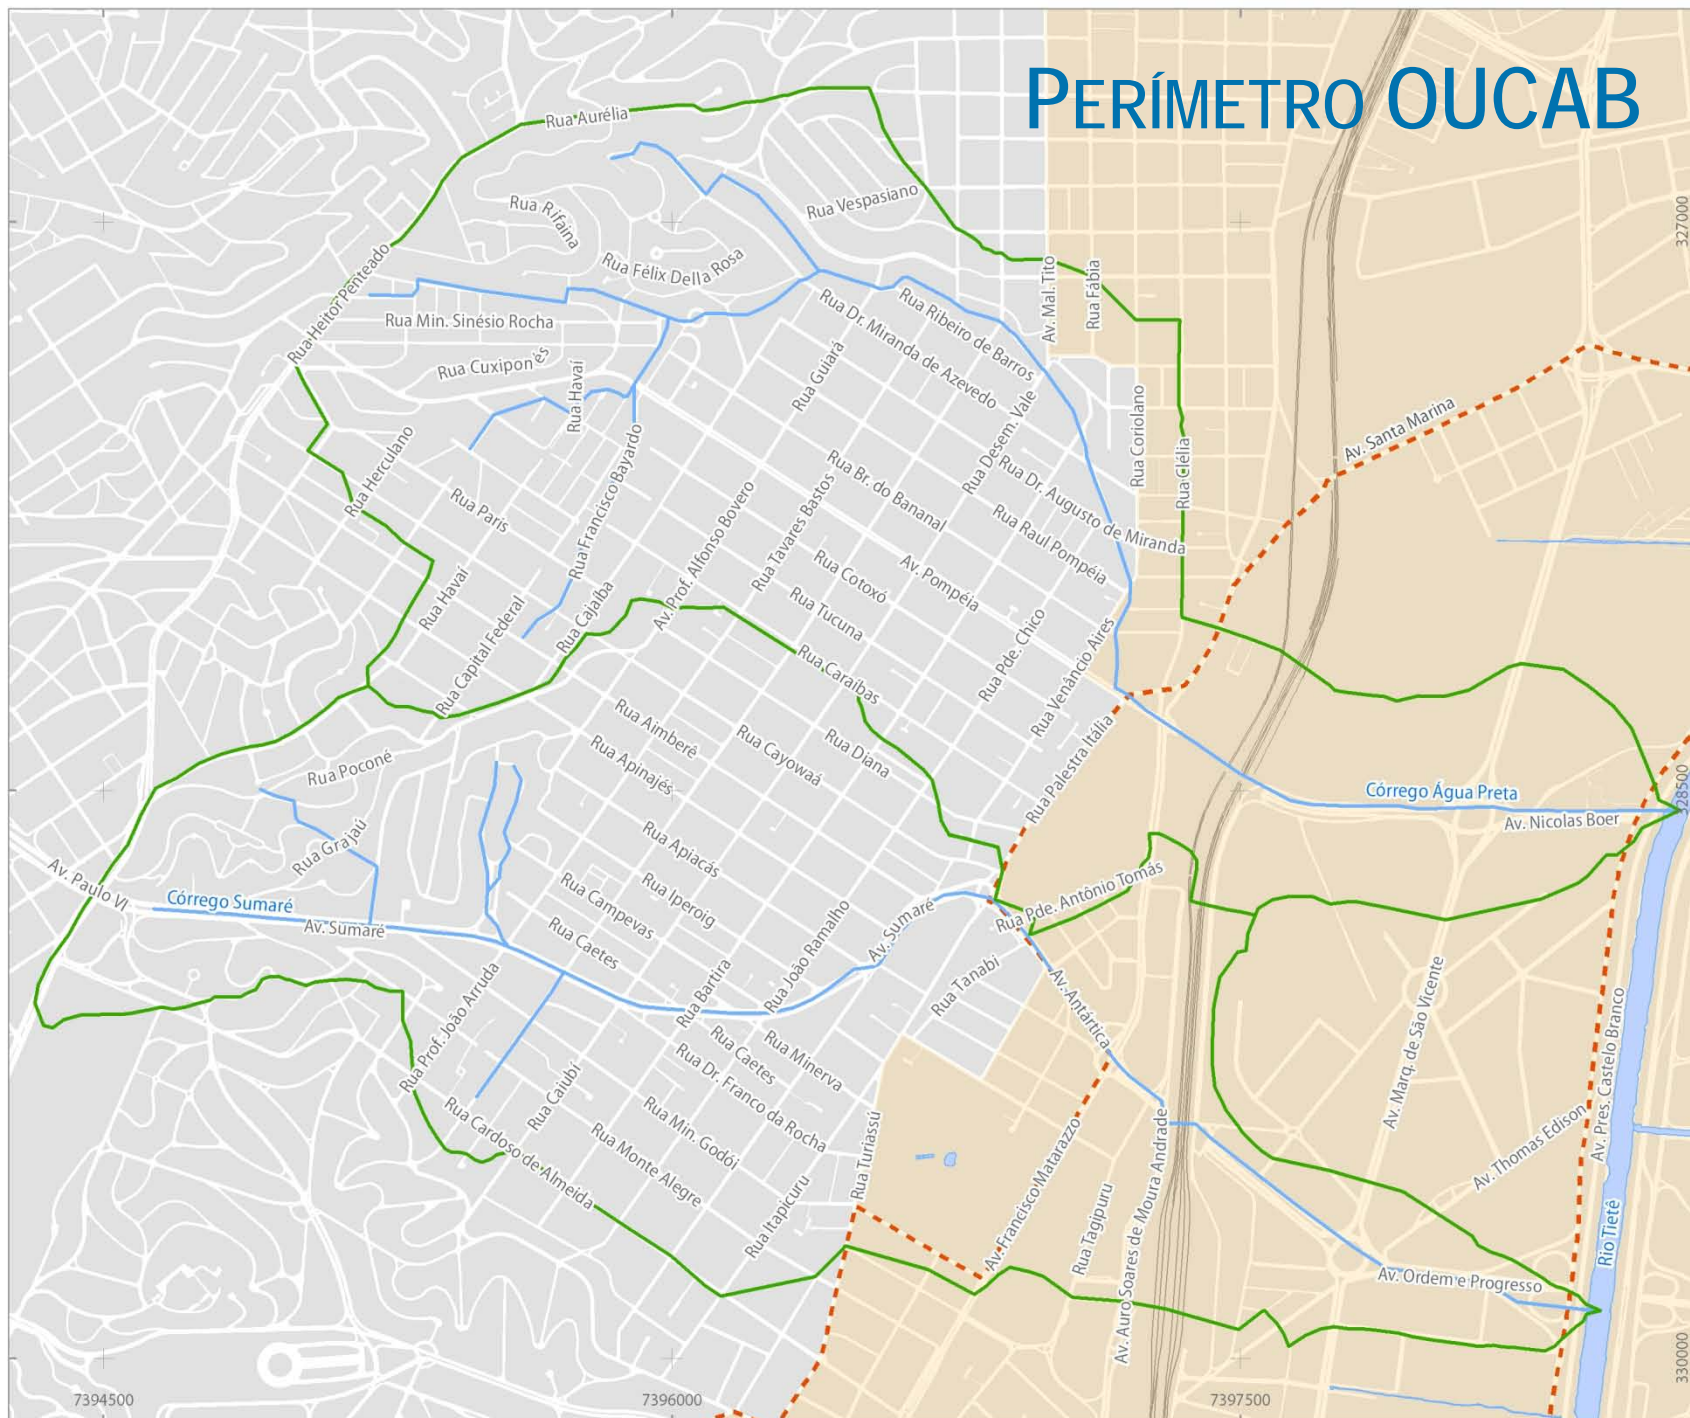 PERÍMETRO OUCAB
Rua Aurélia
Rua Vespasiano
Rua Rifaina
Rua Félix Della Rosa
327000
Rua Heitor Penteado
Av. Mal. Tito
Rua Fábia
Rua Min. Sinésio Rocha
Rua Dr. Miranda de Azevedo
Rua Ribeiro de Barros
Rua Cuxiponés
Rua Havaí
Rua Guiará
Rua Desem. Vale
Rua Coriolano
Rua Clélia
Av. Santa Marina
Rua Herculano
Rua Paris
Rua Francisco Bayardo
Av. Prof. Alfonso Bovero
Rua Tavares Bastos
Rua Br. do Bananal
Rua Dr. Augusto de Miranda
Rua Raul Pompéia
Rua Havaí
Rua Capital Federal
Rua Cajaíba
Rua Cotoxó
Av. Pompéia
Rua Tucuna
Rua Caraíbas
Rua Pde. Chico
Rua Venâncio Aires
Rua Palestra Itália
Rua Aimberê
Rua Apinajés
Rua Cayowaá
Rua Diana
Rua Poconé
Rua Grajaú
Córrego Água Preta
Av. Nicolas Boer
328500
Av. Paulo VI
Córrego Sumaré
Av. Sumaré
Rua Apiacás
Rua Iperoig
Rua Campevas
Rua Caetes
Rua João Ramalho
Av. Sumaré
Rua Pde. Antônio Tomás
Rua Tanabi
Av. Antártica
Rua Prof. João Arruda
Rua Bartira
Rua Caetes
Rua Minerva
Rua Dr. Franco da Rocha
Av. Marq. de São Vicente
Av. Pres. Castelo Branco
Rua Cardoso de Almeida
Rua Caiubí
Rua Min. Godói
Rua Monte Alegre
Rua Itapicuru
Rua Turiassú
Av. Francisco Matarazzo
Rua Tagipuru
Av. Auro Soares de Moura Andrade
Av. Thomas Edison
Rio Tietê
Av. Ordem e Progresso
330000
7394500
7396000
7397500